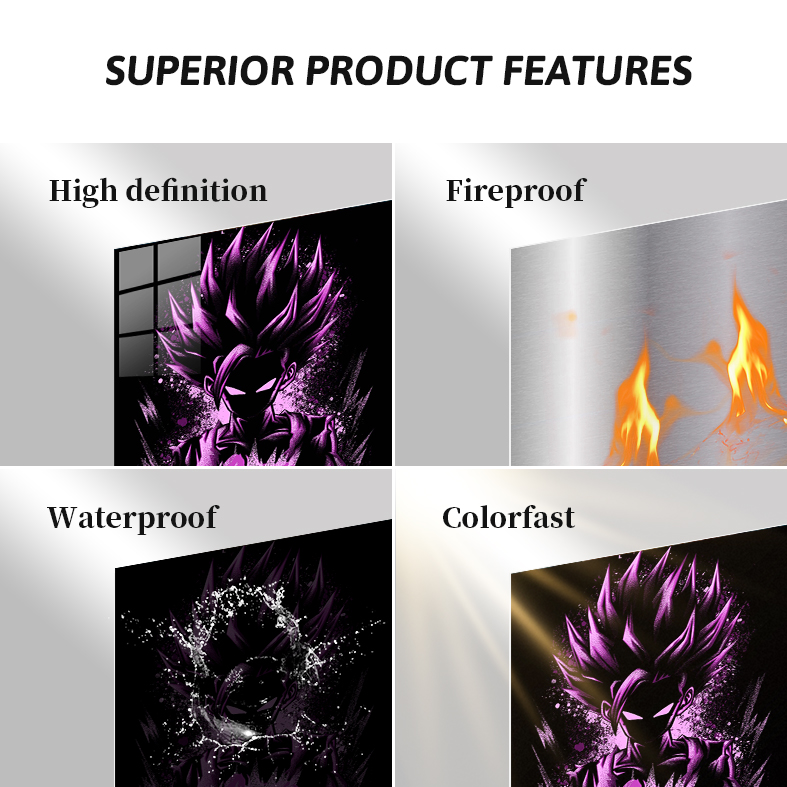 SUPERIOR PRODUCT FEATURES
High definition
Fireproof
Waterproof
Colorfast